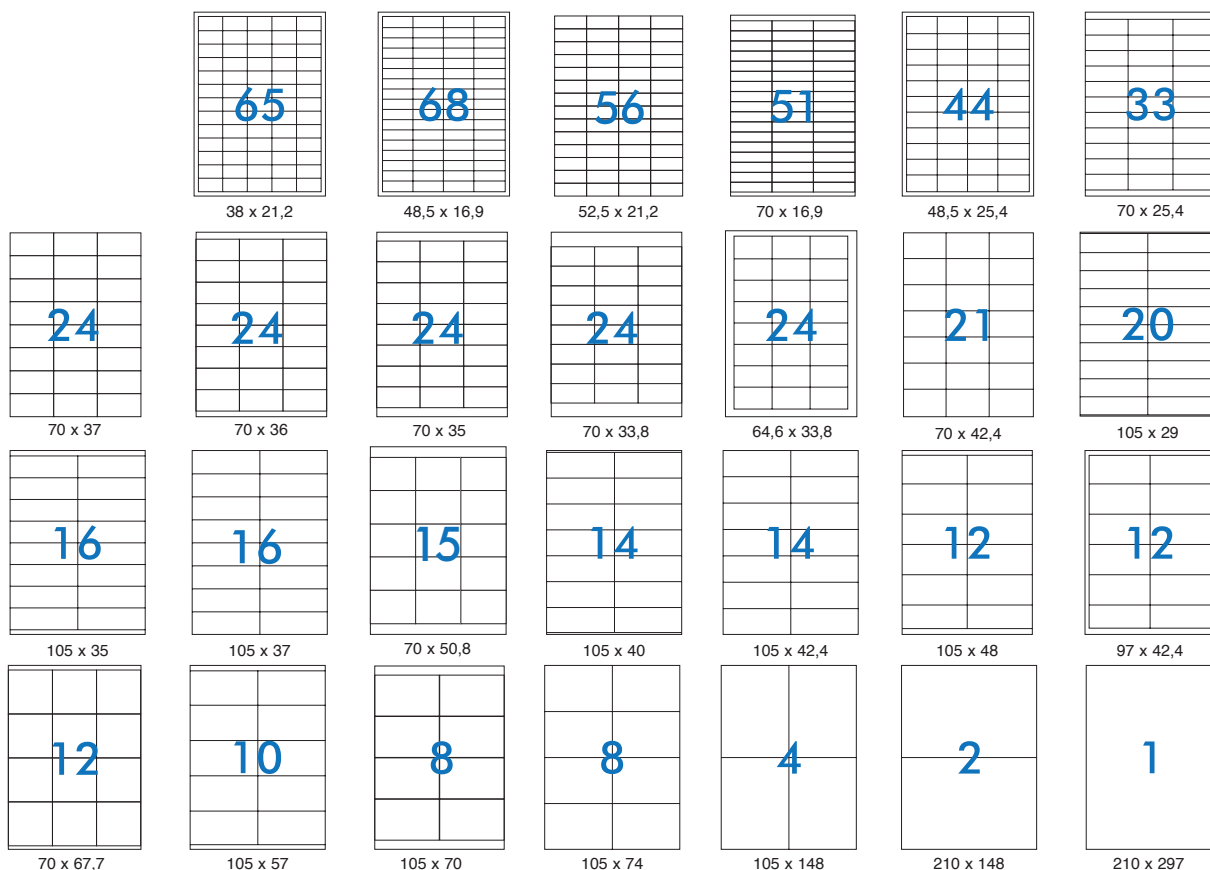 65 68 56 51 44 33
38 x 21,2 48,5 x 16,9 52,5 x 21,2 70 x 16,9 48,5 x 25,4 70 x 25,4
24 24 24 24 24 21 20
70 x 37 70 x 36 70 x 35 70 x 33,8 64,6 x 33,8 70 x 42,4 105 x 29
16 16 15 14 14 12 12
105 x 35 105 x 37 70 x 50,8 105 x 40 105 x 42,4 105 x 48 97 x 42,4
12 10 8 8 4 2 1
70 x 67,7 105 x 57 105 x 70 105 x 74 105 x 148 210 x 148 210 x 297